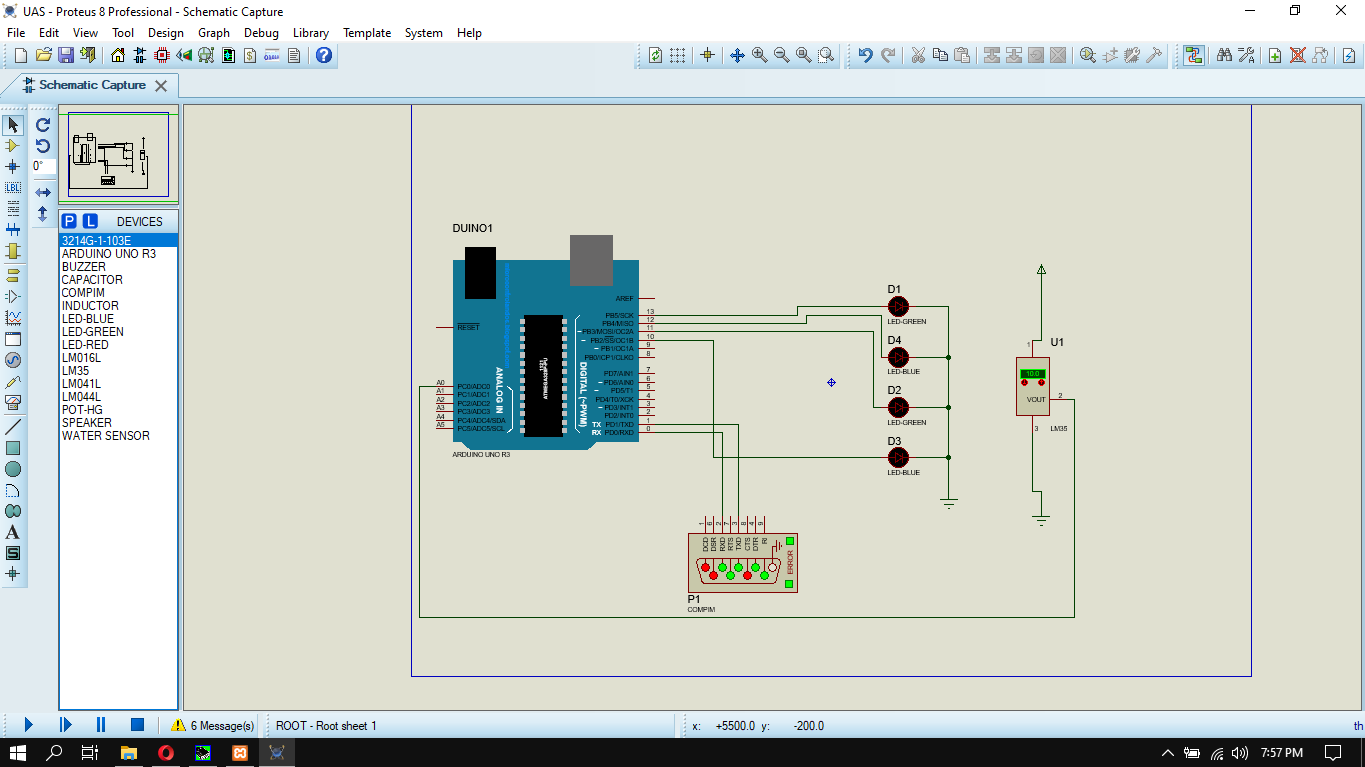 UAS - Proteus 8 Professional - Schematic Capture
File Edit View Tool Design Graph Debug Library Template System Help
Schematic Capture
0°
LBL
P L DEVICES
3214G-1-103E
ARDUINO UNO R3
BUZZER
CAPACITOR
COMPIM
INDUCTOR
LED-BLUE
LED-GREEN
LED-RED
LM016L
LM35
LM041L
LM044L
POT-HG
SPEAKER
WATER SENSOR
A
S
DUINO1
RESET
AREF
PB5/SCK 13
PB4/MISO 12
~PB3/MOSI/OC2A 11
~ PB2/SS/OC1B 10
~ PB1/OC1A 9
PB0/ICP1/CLKO 8
PD7/AIN1 7
~ PD6/AIN0 6
~ PD5/T1 5
PD4/T0/XCK 4
~ PD3/INT1 3
PD2/INT0 2
TX PD1/TXD 1
RX PD0/RXD 0
A0 PC0/ADC0
A1 PC1/ADC1
A2 PC2/ADC2
A3 PC3/ADC3
A4 PC4/ADC4/SDA
A5 PC5/ADC5/SCL
ANALOG IN
ATMEGA328P-PU
1121
DIGITAL (~PWM)
ARDUINO UNO R3
D1
LED-GREEN
D4
LED-BLUE
D2
LED-GREEN
D3
LED-BLUE
U1
1
VOUT 2
3
LM35
1 6 2 7 3 8 4 9
DCD DSR RXD RTS TXD CTS DTR RI
ERROR
P1
COMPIM
6 Message(s)
ROOT - Root sheet 1
x: +5500.0 y: -200.0
th
7:57 PM